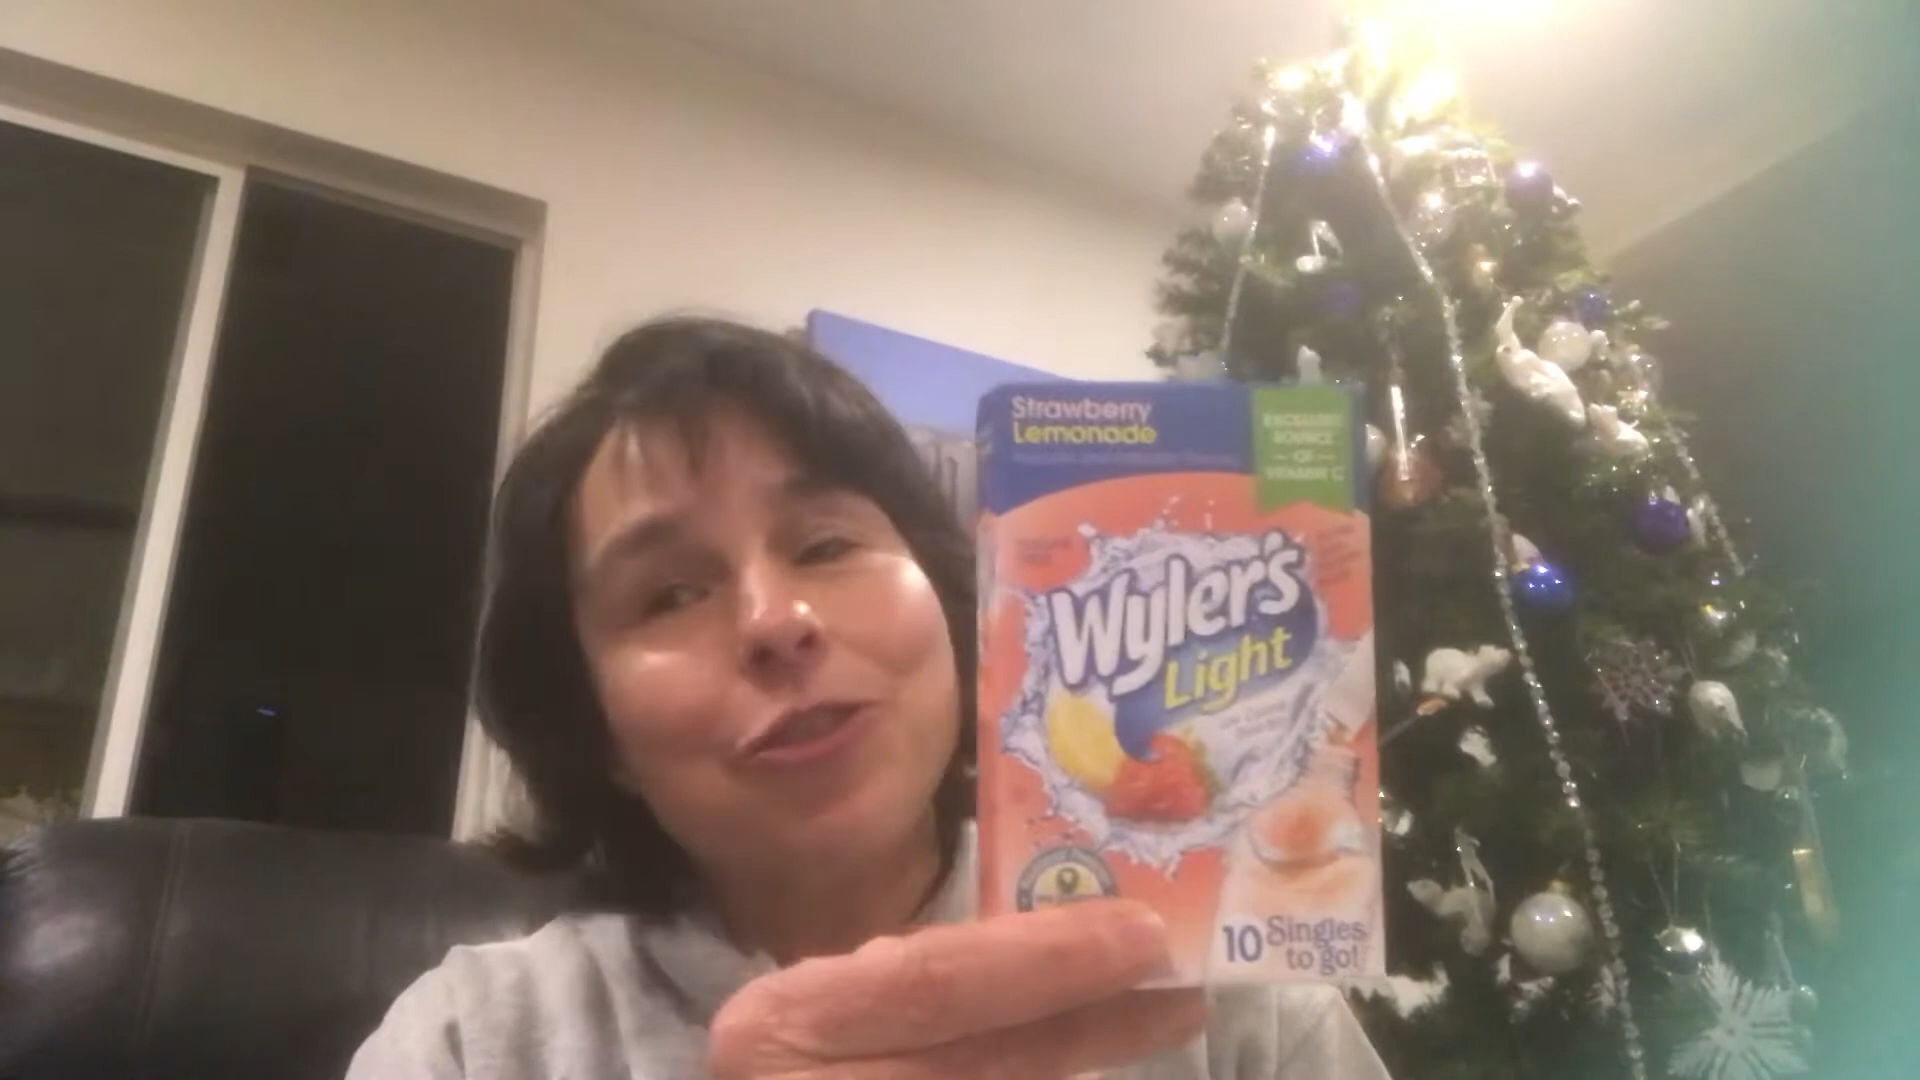 Strawberry
Lemonade
EXCELLENT
SOURCE
OF
VITAMIN C
Wyler's
Light
10 Singles
to go!